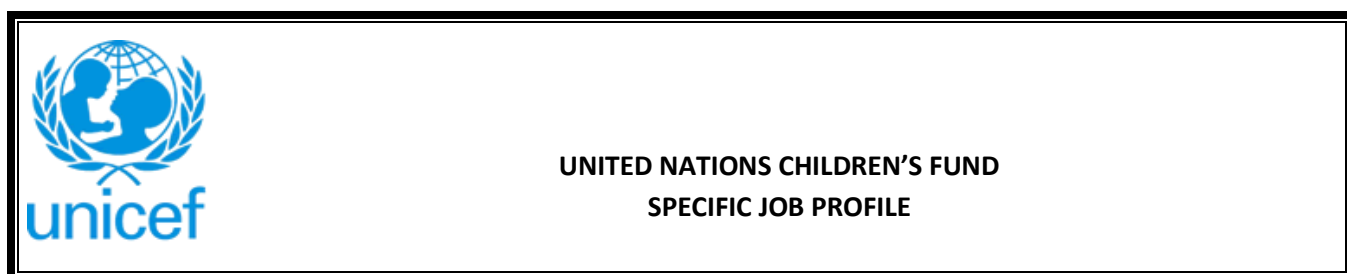 unicef
UNITED NATIONS CHILDREN’S FUND
SPECIFIC JOB PROFILE